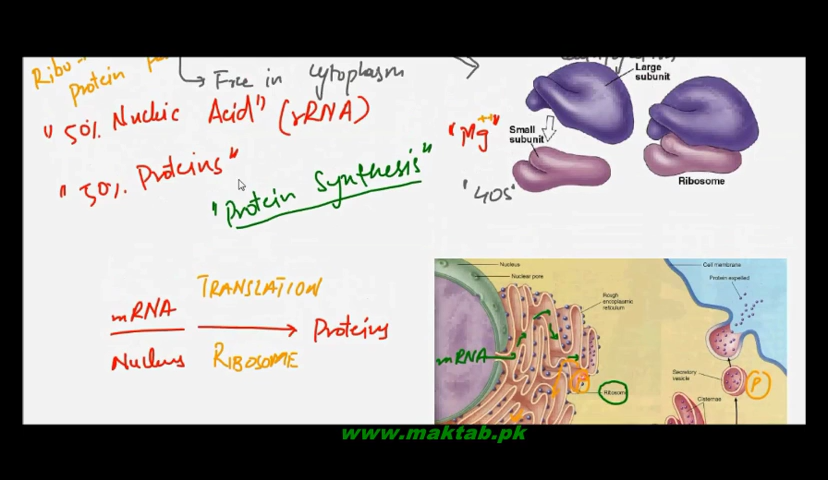 Ribo-
protein
→ Free in cytoplasm
"50% Nucleic Acid" (rRNA)
"50% Proteins"
"Protein Synthesis"
Large
subunit
"Mg++"
Small
subunit
"40S"
Ribosome
mRNA
TRANSLATION
Proteins
Nucleus
RIBOSOME
Nucleus
Nuclear pore
Cell membrane
Protein expelled
Rough
endoplasmic
reticulum
mRNA
Ribosome
Secretory
vesicle
P
Cisternae
www.maktab.pk